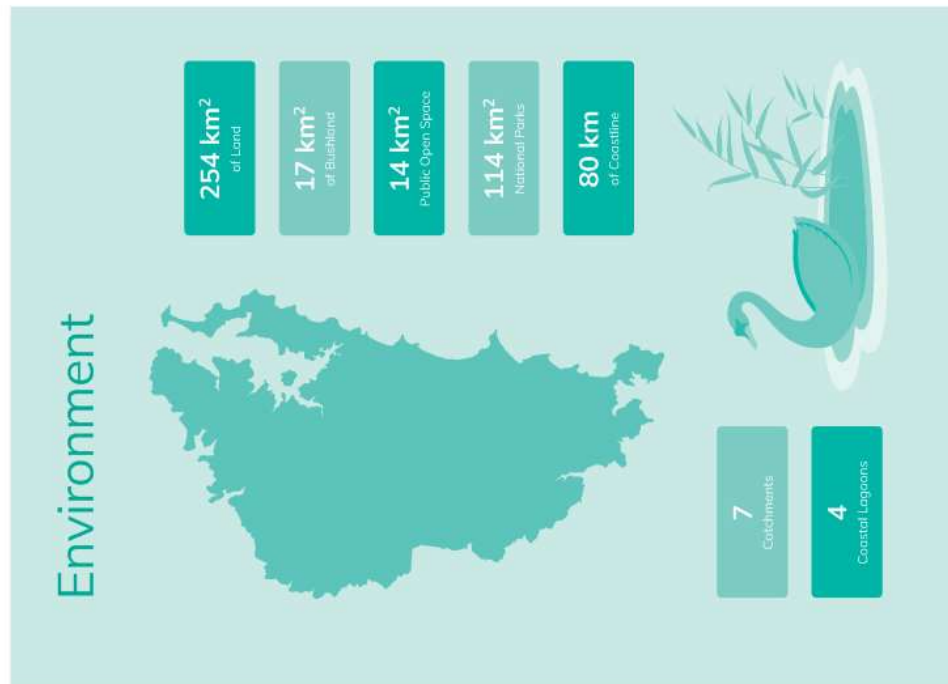 Environment
254 km²
of Land
17 km²
of Bushland
14 km²
Public Open Space
114 km²
National Parks
80 km
of Coastline
7
Catchments
4
Coastal Lagoons